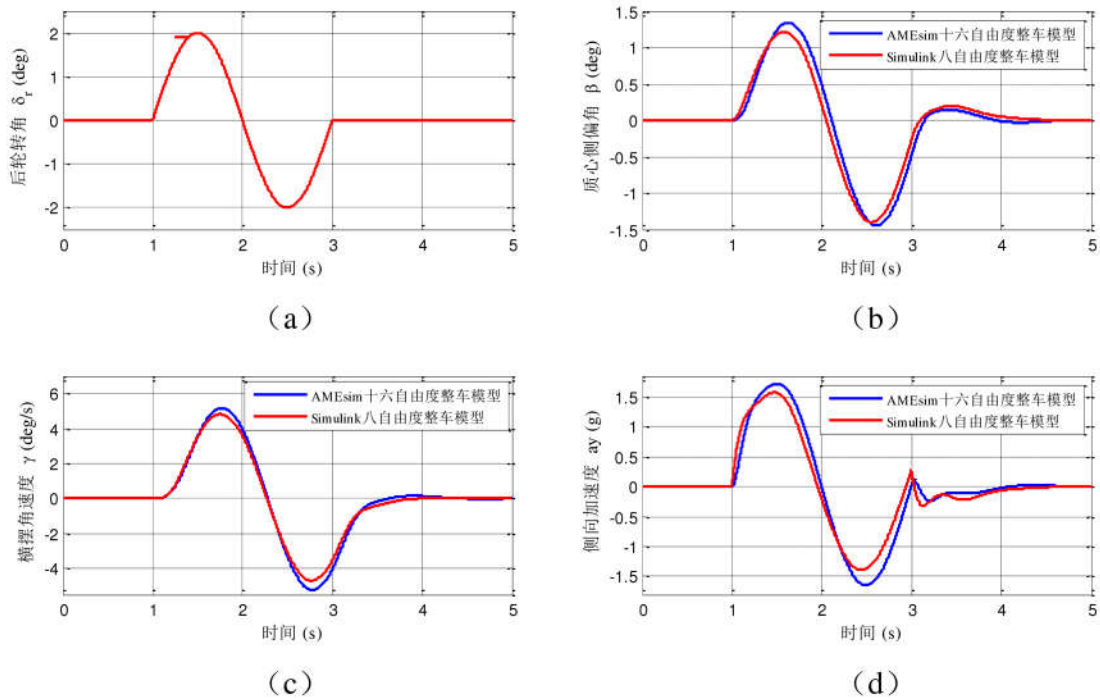 后轮转角 δr (deg)
2
1
0
-1
-2
0 1 2 3 4 5
时间 (s)
(a)
质心侧偏角 β (deg)
1.5
1
0.5
0
-0.5
-1
-1.5
AMEsim十六自由度整车模型
Simulink八自由度整车模型
0 1 2 3 4 5
时间 (s)
(b)
横摆角速度 γ (deg/s)
6
4
2
0
-2
-4
AMEsim十六自由度整车模型
Simulink八自由度整车模型
0 1 2 3 4 5
时间 (s)
(c)
侧向加速度 ay (g)
1.5
1
0.5
0
-0.5
-1
-1.5
AMEsim十六自由度整车模型
Simulink八自由度整车模型
0 1 2 3 4 5
时间 (s)
(d)